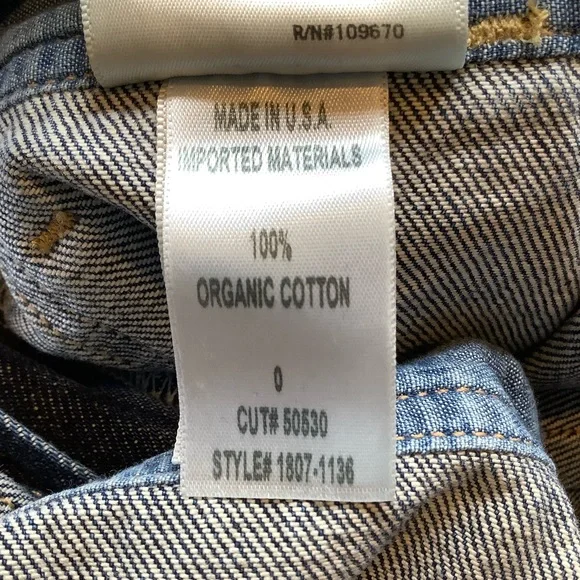 R/N#109670
MADE IN U.S.A.
IMPORTED MATERIALS
100%
ORGANIC COTTON
0
CUT# 50530
STYLE# 1807-1136